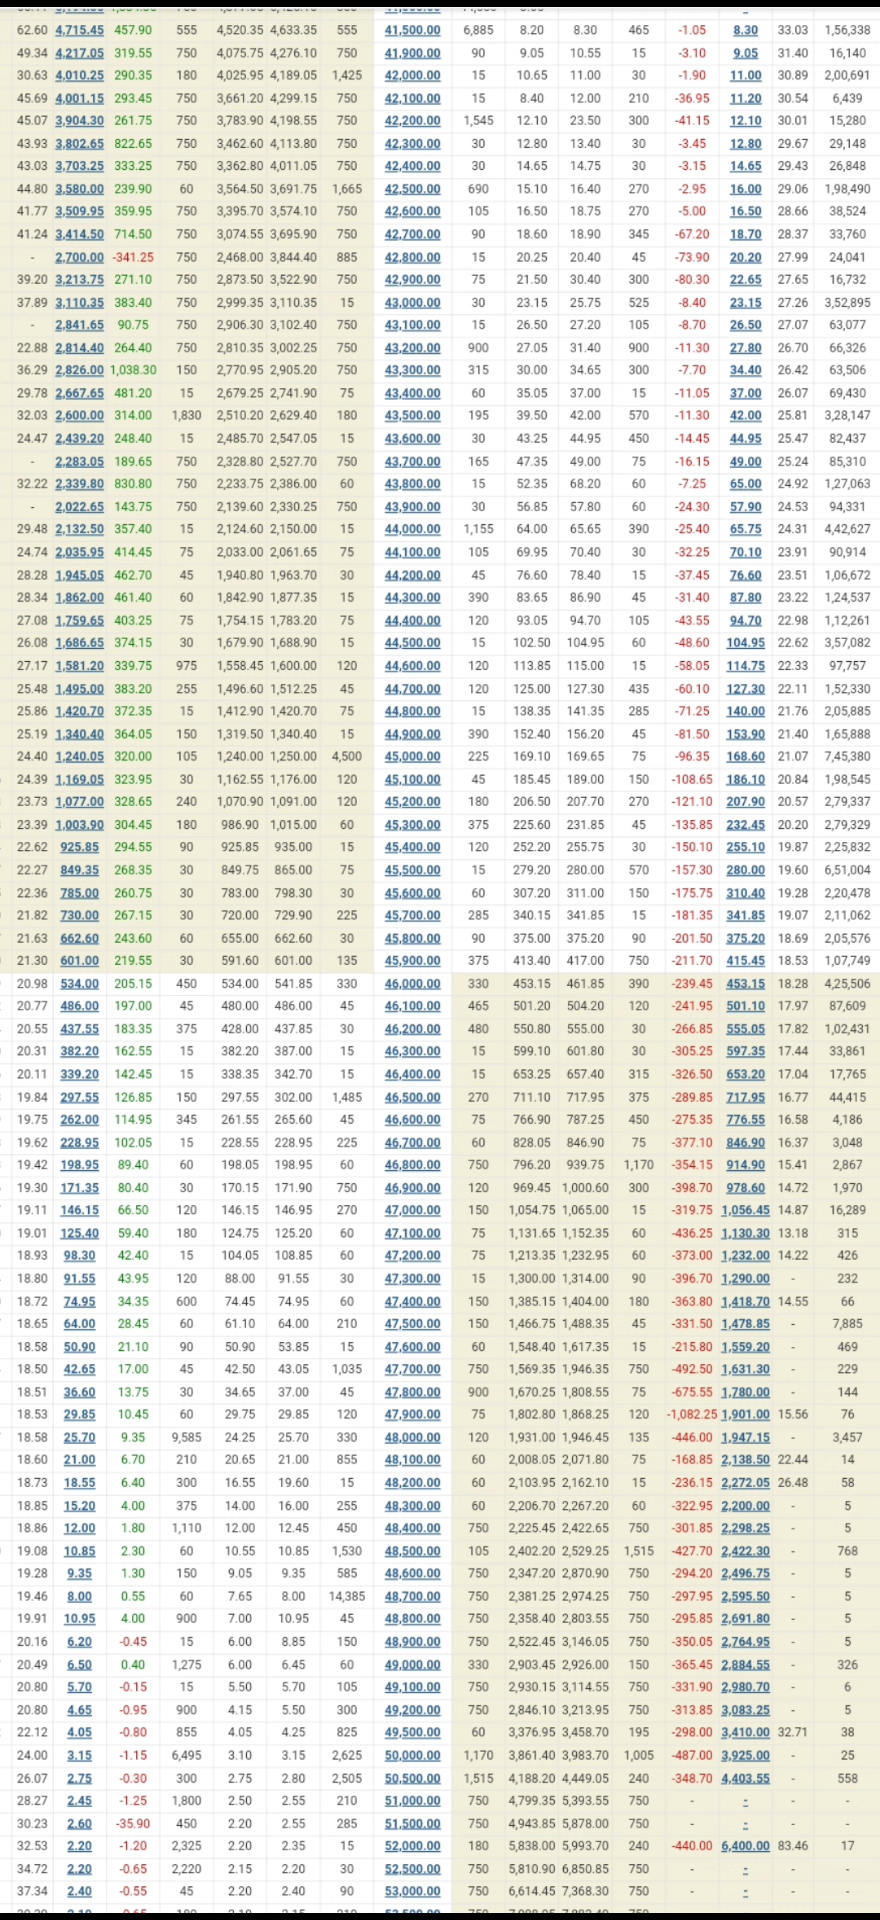 62.60 4,715.45 457.90 555 4,520.35 4,633.35 555 41,500.00 6,885 8.20 8.30 465 -1.05 8.30 33.03 1,56,338
49.34 4,217.05 319.55 750 4,075.75 4,276.10 750 41,900.00 90 9.05 10.55 15 -3.10 9.05 31.40 16,140
30.63 4,010.25 290.35 180 4,025.95 4,189.05 1,425 42,000.00 15 10.65 11.00 30 -1.90 11.00 30.89 2,00,691
45.69 4,001.15 293.45 750 3,661.20 4,299.15 750 42,100.00 15 8.40 12.00 210 -36.95 11.20 30.54 6,439
45.07 3,904.30 261.75 750 3,783.90 4,198.55 750 42,200.00 1,545 12.10 23.50 300 -41.15 12.10 30.01 15,280
43.93 3,802.65 822.65 750 3,462.60 4,113.80 750 42,300.00 30 12.80 13.40 30 -3.45 12.80 29.67 29,148
43.03 3,703.25 333.25 750 3,362.80 4,011.05 750 42,400.00 30 14.65 14.75 30 -3.15 14.65 29.43 26,848
44.80 3,580.00 239.90 60 3,564.50 3,691.75 1,665 42,500.00 690 15.10 16.40 270 -2.95 16.00 29.06 1,98,490
41.77 3,509.95 359.95 750 3,395.70 3,574.10 750 42,600.00 105 16.50 18.75 270 -5.00 16.50 28.66 38,524
41.24 3,414.50 714.50 750 3,074.55 3,695.90 750 42,700.00 90 18.60 18.90 345 -67.20 18.70 28.37 33,760
- 2,700.00 -341.25 750 2,468.00 3,844.40 885 42,800.00 15 20.25 20.40 45 -73.90 20.20 27.99 24,041
39.20 3,213.75 271.10 750 2,873.50 3,522.90 750 42,900.00 75 21.50 30.40 300 -80.30 22.65 27.65 16,732
37.89 3,110.35 383.40 750 2,999.35 3,110.35 15 43,000.00 30 23.15 25.75 525 -8.40 23.15 27.26 3,52,895
- 2,841.65 90.75 750 2,906.30 3,102.40 750 43,100.00 15 26.50 27.20 105 -8.70 26.50 27.07 63,077
22.88 2,814.40 264.40 750 2,810.35 3,002.25 750 43,200.00 900 27.05 31.40 900 -11.30 27.80 26.70 66,326
36.29 2,826.00 1,038.30 150 2,770.95 2,905.20 750 43,300.00 315 30.00 34.65 300 -7.70 34.40 26.42 63,506
29.78 2,667.65 481.20 15 2,679.25 2,741.90 75 43,400.00 60 35.05 37.00 15 -11.05 37.00 26.07 69,430
32.03 2,600.00 314.00 1,830 2,510.20 2,629.40 180 43,500.00 195 39.50 42.00 570 -11.30 42.00 25.81 3,28,147
24.47 2,439.20 248.40 15 2,485.70 2,547.05 15 43,600.00 30 43.25 44.95 450 -14.45 44.95 25.47 82,437
- 2,283.05 189.65 750 2,328.80 2,527.70 750 43,700.00 165 47.35 49.00 75 -16.15 49.00 25.24 85,310
32.22 2,339.80 830.80 750 2,233.75 2,386.00 60 43,800.00 15 52.35 68.20 60 -7.25 65.00 24.92 1,27,063
- 2,022.65 143.75 750 2,139.60 2,330.25 750 43,900.00 30 56.85 57.80 60 -24.30 57.90 24.53 94,331
29.48 2,132.50 357.40 15 2,124.60 2,150.00 15 44,000.00 1,155 64.00 65.65 390 -25.40 65.75 24.31 4,42,627
24.74 2,035.95 414.45 75 2,033.00 2,061.65 75 44,100.00 105 69.95 70.40 30 -32.25 70.10 23.91 90,914
28.28 1,945.05 462.70 45 1,940.80 1,963.70 30 44,200.00 45 76.60 78.40 15 -37.45 76.60 23.51 1,06,672
28.34 1,862.00 461.40 60 1,842.90 1,877.35 15 44,300.00 390 83.65 86.90 45 -31.40 87.80 23.22 1,24,537
27.08 1,759.65 403.25 75 1,754.15 1,783.20 75 44,400.00 120 93.05 94.70 105 -43.55 94.70 22.98 1,12,261
26.08 1,686.65 374.15 30 1,679.90 1,688.90 15 44,500.00 15 102.50 104.95 60 -48.60 104.95 22.62 3,57,082
27.17 1,581.20 339.75 975 1,558.45 1,600.00 120 44,600.00 120 113.85 115.00 15 -58.05 114.75 22.33 97,757
25.48 1,495.00 383.20 255 1,496.60 1,512.25 45 44,700.00 120 125.00 127.30 435 -60.10 127.30 22.11 1,52,330
25.86 1,420.70 372.35 15 1,412.90 1,420.70 75 44,800.00 15 138.35 141.35 285 -71.25 140.00 21.76 2,05,885
25.19 1,340.40 364.05 150 1,319.50 1,340.40 15 44,900.00 390 152.40 156.20 45 -81.50 153.90 21.40 1,65,888
24.40 1,240.05 320.00 105 1,240.00 1,250.00 4,500 45,000.00 225 169.10 169.65 75 -96.35 168.60 21.07 7,45,380
24.39 1,169.05 323.95 30 1,162.55 1,176.00 120 45,100.00 45 185.45 189.00 150 -108.65 186.10 20.84 1,98,545
23.73 1,077.00 328.65 240 1,070.90 1,091.00 120 45,200.00 180 206.50 207.70 270 -121.10 207.90 20.57 2,79,337
23.39 1,003.90 304.45 180 986.90 1,015.00 60 45,300.00 375 225.60 231.85 45 -135.85 232.45 20.20 2,79,329
22.62 925.85 294.55 90 925.85 935.00 15 45,400.00 120 252.20 255.75 30 -150.10 255.10 19.87 2,25,832
22.27 849.35 268.35 30 849.75 865.00 75 45,500.00 15 279.20 280.00 570 -157.30 280.00 19.60 6,51,004
22.36 785.00 260.75 30 783.00 798.30 30 45,600.00 60 307.20 311.00 150 -175.75 310.40 19.28 2,20,478
21.82 730.00 267.15 30 720.00 729.90 225 45,700.00 285 340.15 341.85 15 -181.35 341.85 19.07 2,11,062
21.63 662.60 243.60 60 655.00 662.60 30 45,800.00 90 375.00 375.20 90 -201.50 375.20 18.69 2,05,576
21.30 601.00 219.55 30 591.60 601.00 135 45,900.00 375 413.40 417.00 750 -211.70 415.45 18.53 1,07,749
20.98 534.00 205.15 450 534.00 541.85 330 46,000.00 330 453.15 461.85 390 -239.45 453.15 18.28 4,25,506
20.77 486.00 197.00 45 480.00 486.00 45 46,100.00 465 501.20 504.20 120 -241.95 501.10 17.97 87,609
20.55 437.55 183.35 375 428.00 437.85 30 46,200.00 480 550.80 555.00 30 -266.85 555.05 17.82 1,02,431
20.31 382.20 162.55 15 382.20 387.00 15 46,300.00 15 599.10 601.80 30 -305.25 597.35 17.44 33,861
20.11 339.20 142.45 15 338.35 342.70 15 46,400.00 15 653.25 657.40 315 -326.50 653.20 17.04 17,765
19.84 297.55 126.85 150 297.55 302.00 1,485 46,500.00 270 711.10 717.95 375 -289.85 717.95 16.77 44,415
19.75 262.00 114.95 345 261.55 265.60 45 46,600.00 75 766.90 787.25 450 -275.35 776.55 16.58 4,186
19.62 228.95 102.05 15 228.55 228.95 225 46,700.00 60 828.05 846.90 75 -377.10 846.90 16.37 3,048
19.42 198.95 89.40 60 198.05 198.95 60 46,800.00 750 796.20 939.75 1,170 -354.15 914.90 15.41 2,867
19.30 171.35 80.40 30 170.15 171.90 750 46,900.00 120 969.45 1,000.60 300 -398.70 978.60 14.72 1,970
19.11 146.15 66.50 120 146.15 146.95 270 47,000.00 150 1,054.75 1,065.00 15 -319.75 1,056.45 14.87 16,289
19.01 125.40 59.40 180 124.75 125.20 60 47,100.00 75 1,131.65 1,152.35 60 -436.25 1,130.30 13.18 315
18.93 98.30 42.40 15 104.05 108.85 60 47,200.00 75 1,213.35 1,232.95 60 -373.00 1,232.00 14.22 426
18.80 91.55 43.95 120 88.00 91.55 30 47,300.00 15 1,300.00 1,314.00 90 -396.70 1,290.00 - 232
18.72 74.95 34.35 600 74.45 74.95 60 47,400.00 150 1,385.15 1,404.00 180 -363.80 1,418.70 14.55 66
18.65 64.00 28.45 60 61.10 64.00 210 47,500.00 150 1,466.75 1,488.35 45 -331.50 1,478.85 - 7,885
18.58 50.90 21.10 90 50.90 53.85 15 47,600.00 60 1,548.40 1,617.35 15 -215.80 1,559.20 - 469
18.50 42.65 17.00 45 42.50 43.05 1,035 47,700.00 750 1,569.35 1,946.35 750 -492.50 1,631.30 - 229
18.51 36.60 13.75 30 34.65 37.00 45 47,800.00 900 1,670.25 1,808.55 75 -675.55 1,780.00 - 144
18.53 29.85 10.45 60 29.75 29.85 120 47,900.00 75 1,802.80 1,868.25 120 -1,082.25 1,901.00 15.56 76
18.58 25.70 9.35 9,585 24.25 25.70 330 48,000.00 120 1,931.00 1,946.45 135 -446.00 1,947.15 - 3,457
18.60 21.00 6.70 210 20.65 21.00 855 48,100.00 60 2,008.05 2,071.80 75 -168.85 2,138.50 22.44 14
18.73 18.55 6.40 300 16.55 19.60 15 48,200.00 60 2,103.95 2,162.10 15 -236.15 2,272.05 26.48 58
18.85 15.20 4.00 375 14.00 16.00 255 48,300.00 60 2,206.70 2,267.20 60 -322.95 2,200.00 - 5
18.86 12.00 1.80 1,110 12.00 12.45 450 48,400.00 750 2,225.45 2,422.65 750 -301.85 2,298.25 - 5
19.08 10.85 2.30 60 10.55 10.85 1,530 48,500.00 105 2,402.20 2,529.25 1,515 -427.70 2,422.30 - 768
19.28 9.35 1.30 150 9.05 9.35 585 48,600.00 750 2,347.20 2,870.90 750 -294.20 2,496.75 - 5
19.46 8.00 0.55 60 7.65 8.00 14,385 48,700.00 750 2,381.25 2,974.25 750 -297.95 2,595.50 - 5
19.91 10.95 4.00 900 7.00 10.95 45 48,800.00 750 2,358.40 2,803.55 750 -295.85 2,691.80 - 5
20.16 6.20 -0.45 15 6.00 8.85 150 48,900.00 750 2,522.45 3,146.05 750 -350.05 2,764.95 - 5
20.49 6.50 0.40 1,275 6.00 6.45 60 49,000.00 330 2,903.45 2,926.00 150 -365.45 2,884.55 - 326
20.80 5.70 -0.15 15 5.50 5.70 105 49,100.00 750 2,930.15 3,114.55 750 -331.90 2,980.70 - 6
20.80 4.65 -0.95 900 4.15 5.50 300 49,200.00 750 2,846.10 3,213.95 750 -313.85 3,083.25 - 5
22.12 4.05 -0.80 855 4.05 4.25 825 49,500.00 60 3,376.95 3,458.70 195 -298.00 3,410.00 32.71 38
24.00 3.15 -1.15 6,495 3.10 3.15 2,625 50,000.00 1,170 3,861.40 3,983.70 1,005 -487.00 3,925.00 - 25
26.07 2.75 -0.30 300 2.75 2.80 2,505 50,500.00 1,515 4,188.20 4,449.05 240 -348.70 4,403.55 - 558
28.27 2.45 -1.25 1,800 2.50 2.55 210 51,000.00 750 4,799.35 5,393.55 750 - - - -
30.23 2.60 -35.90 450 2.20 2.55 285 51,500.00 750 4,943.85 5,878.00 750 - - - -
32.53 2.20 -1.20 2,325 2.20 2.35 15 52,000.00 180 5,838.00 5,993.70 240 -440.00 6,400.00 83.46 17
34.72 2.20 -0.65 2,220 2.15 2.20 30 52,500.00 750 5,810.90 6,850.85 750 - - - -
37.34 2.40 -0.55 45 2.20 2.40 90 53,000.00 750 6,614.45 7,368.30 750 - - - -